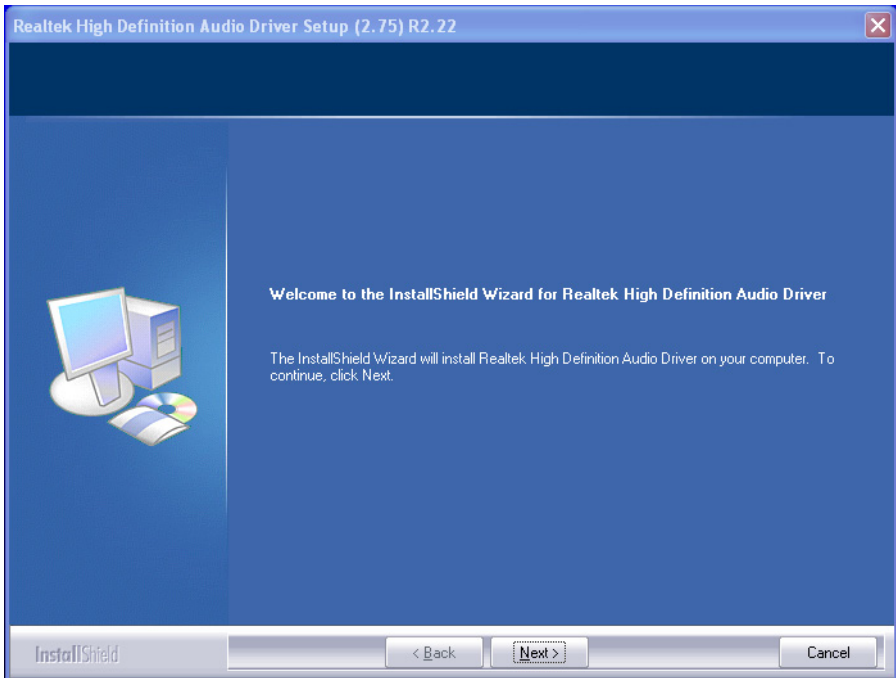 Realtek High Definition Audio Driver Setup (2.75) R2.22
Welcome to the InstallShield Wizard for Realtek High Definition Audio Driver
The InstallShield Wizard will install Realtek High Definition Audio Driver on your computer. To
continue, click Next.
InstallShield
< Back
Next >
Cancel